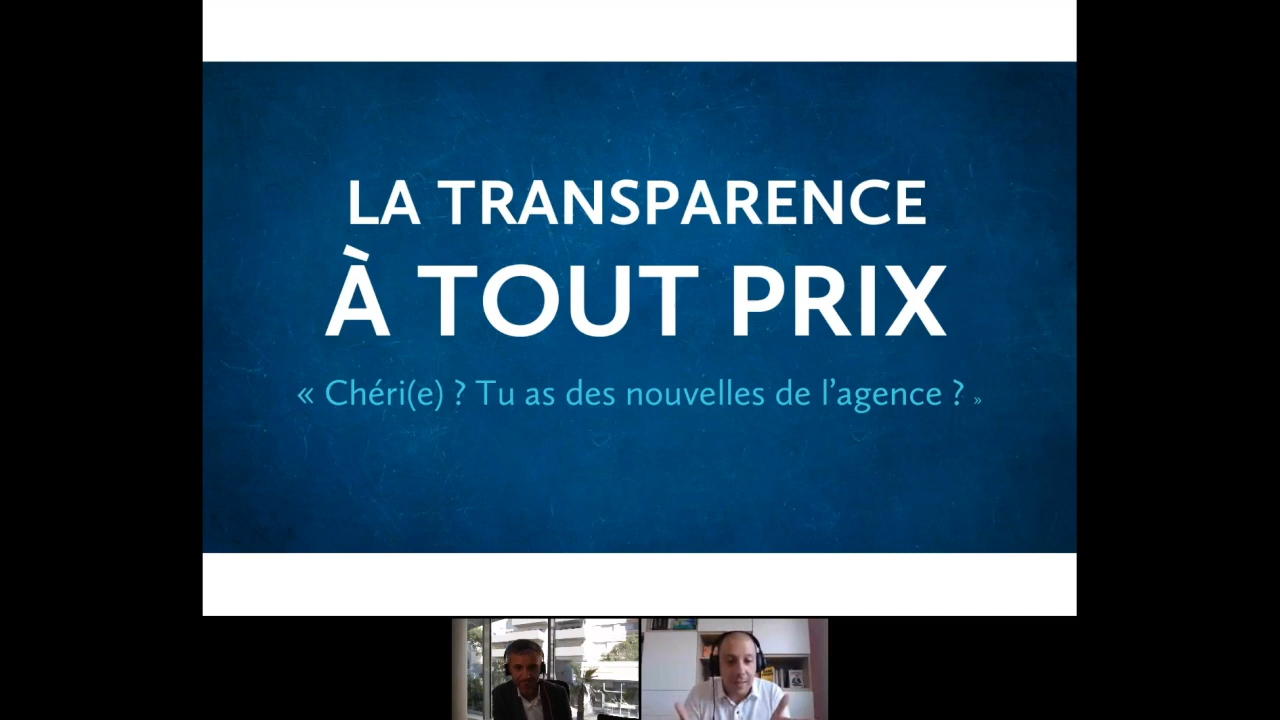 LA TRANSPARENCE
À TOUT PRIX
« Chéri(e) ? Tu as des nouvelles de l’agence ? »